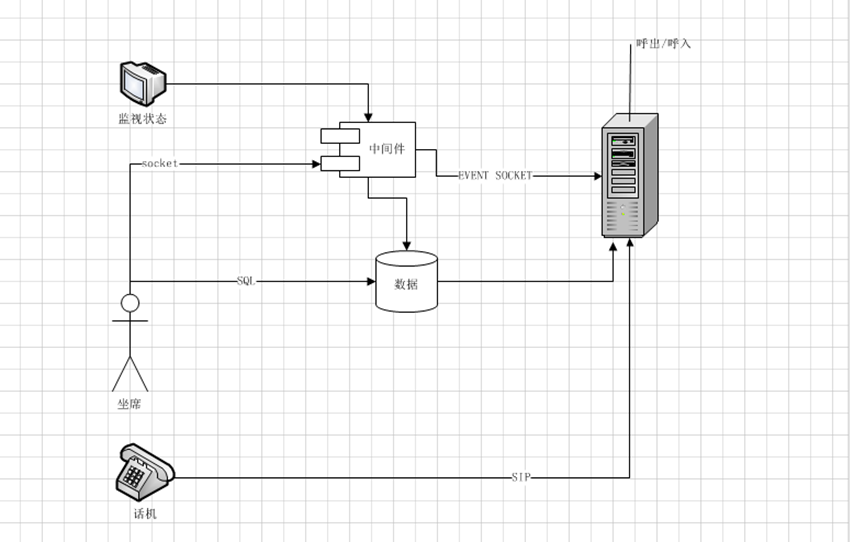 呼出/呼入
监视状态
中间件
socket
EVENT SOCKET
SQL
数据
坐席
SIP
话机